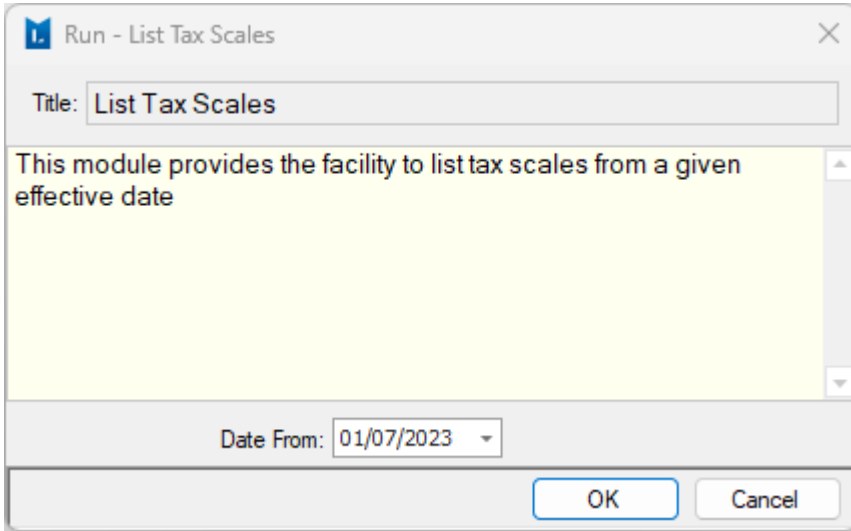 Run - List Tax Scales
Title: List Tax Scales
This module provides the facility to list tax scales from a given
effective date
Date From: 01/07/2023
OK Cancel